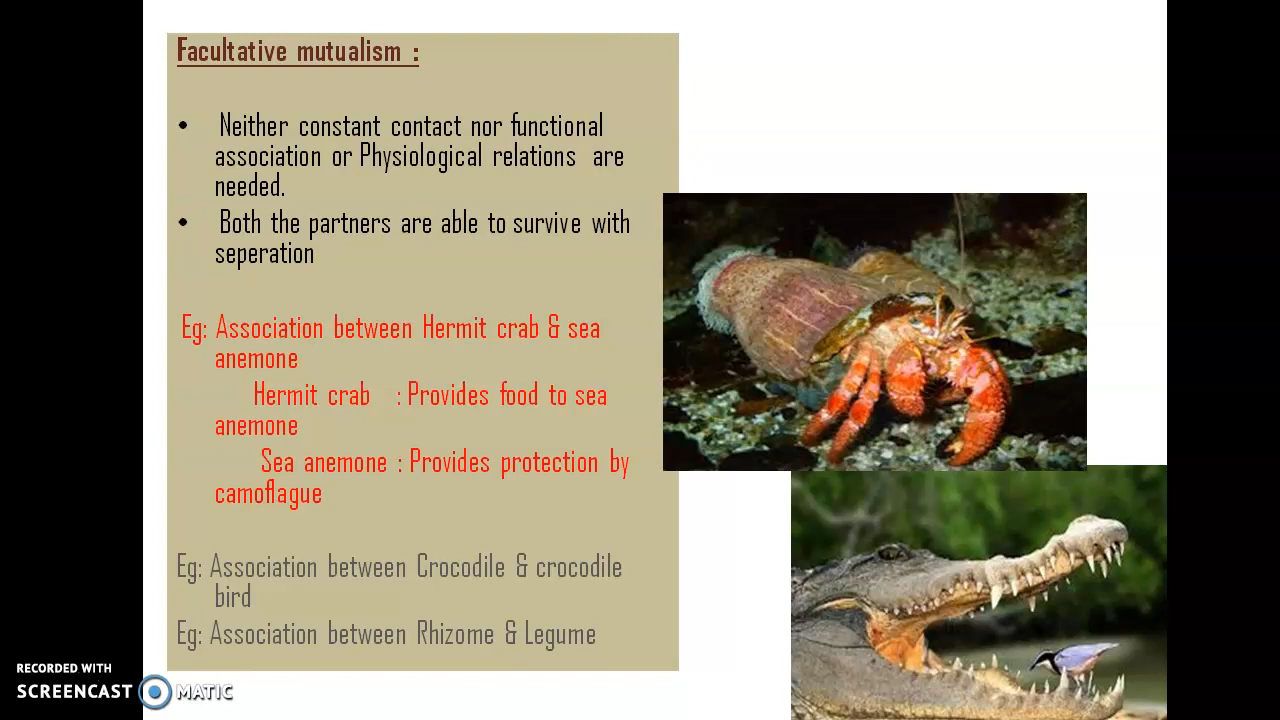 Facultative mutualism :
• Neither constant contact nor functional
association or Physiological relations are
needed.
• Both the partners are able to survive with
seperation
Eg: Association between Hermit crab & sea
anemone
Hermit crab : Provides food to sea
anemone
Sea anemone : Provides protection by
camoflague
Eg: Association between Crocodile & crocodile
bird
Eg: Association between Rhizome & Legume
RECORDED WITH
SCREENCAST MATIC